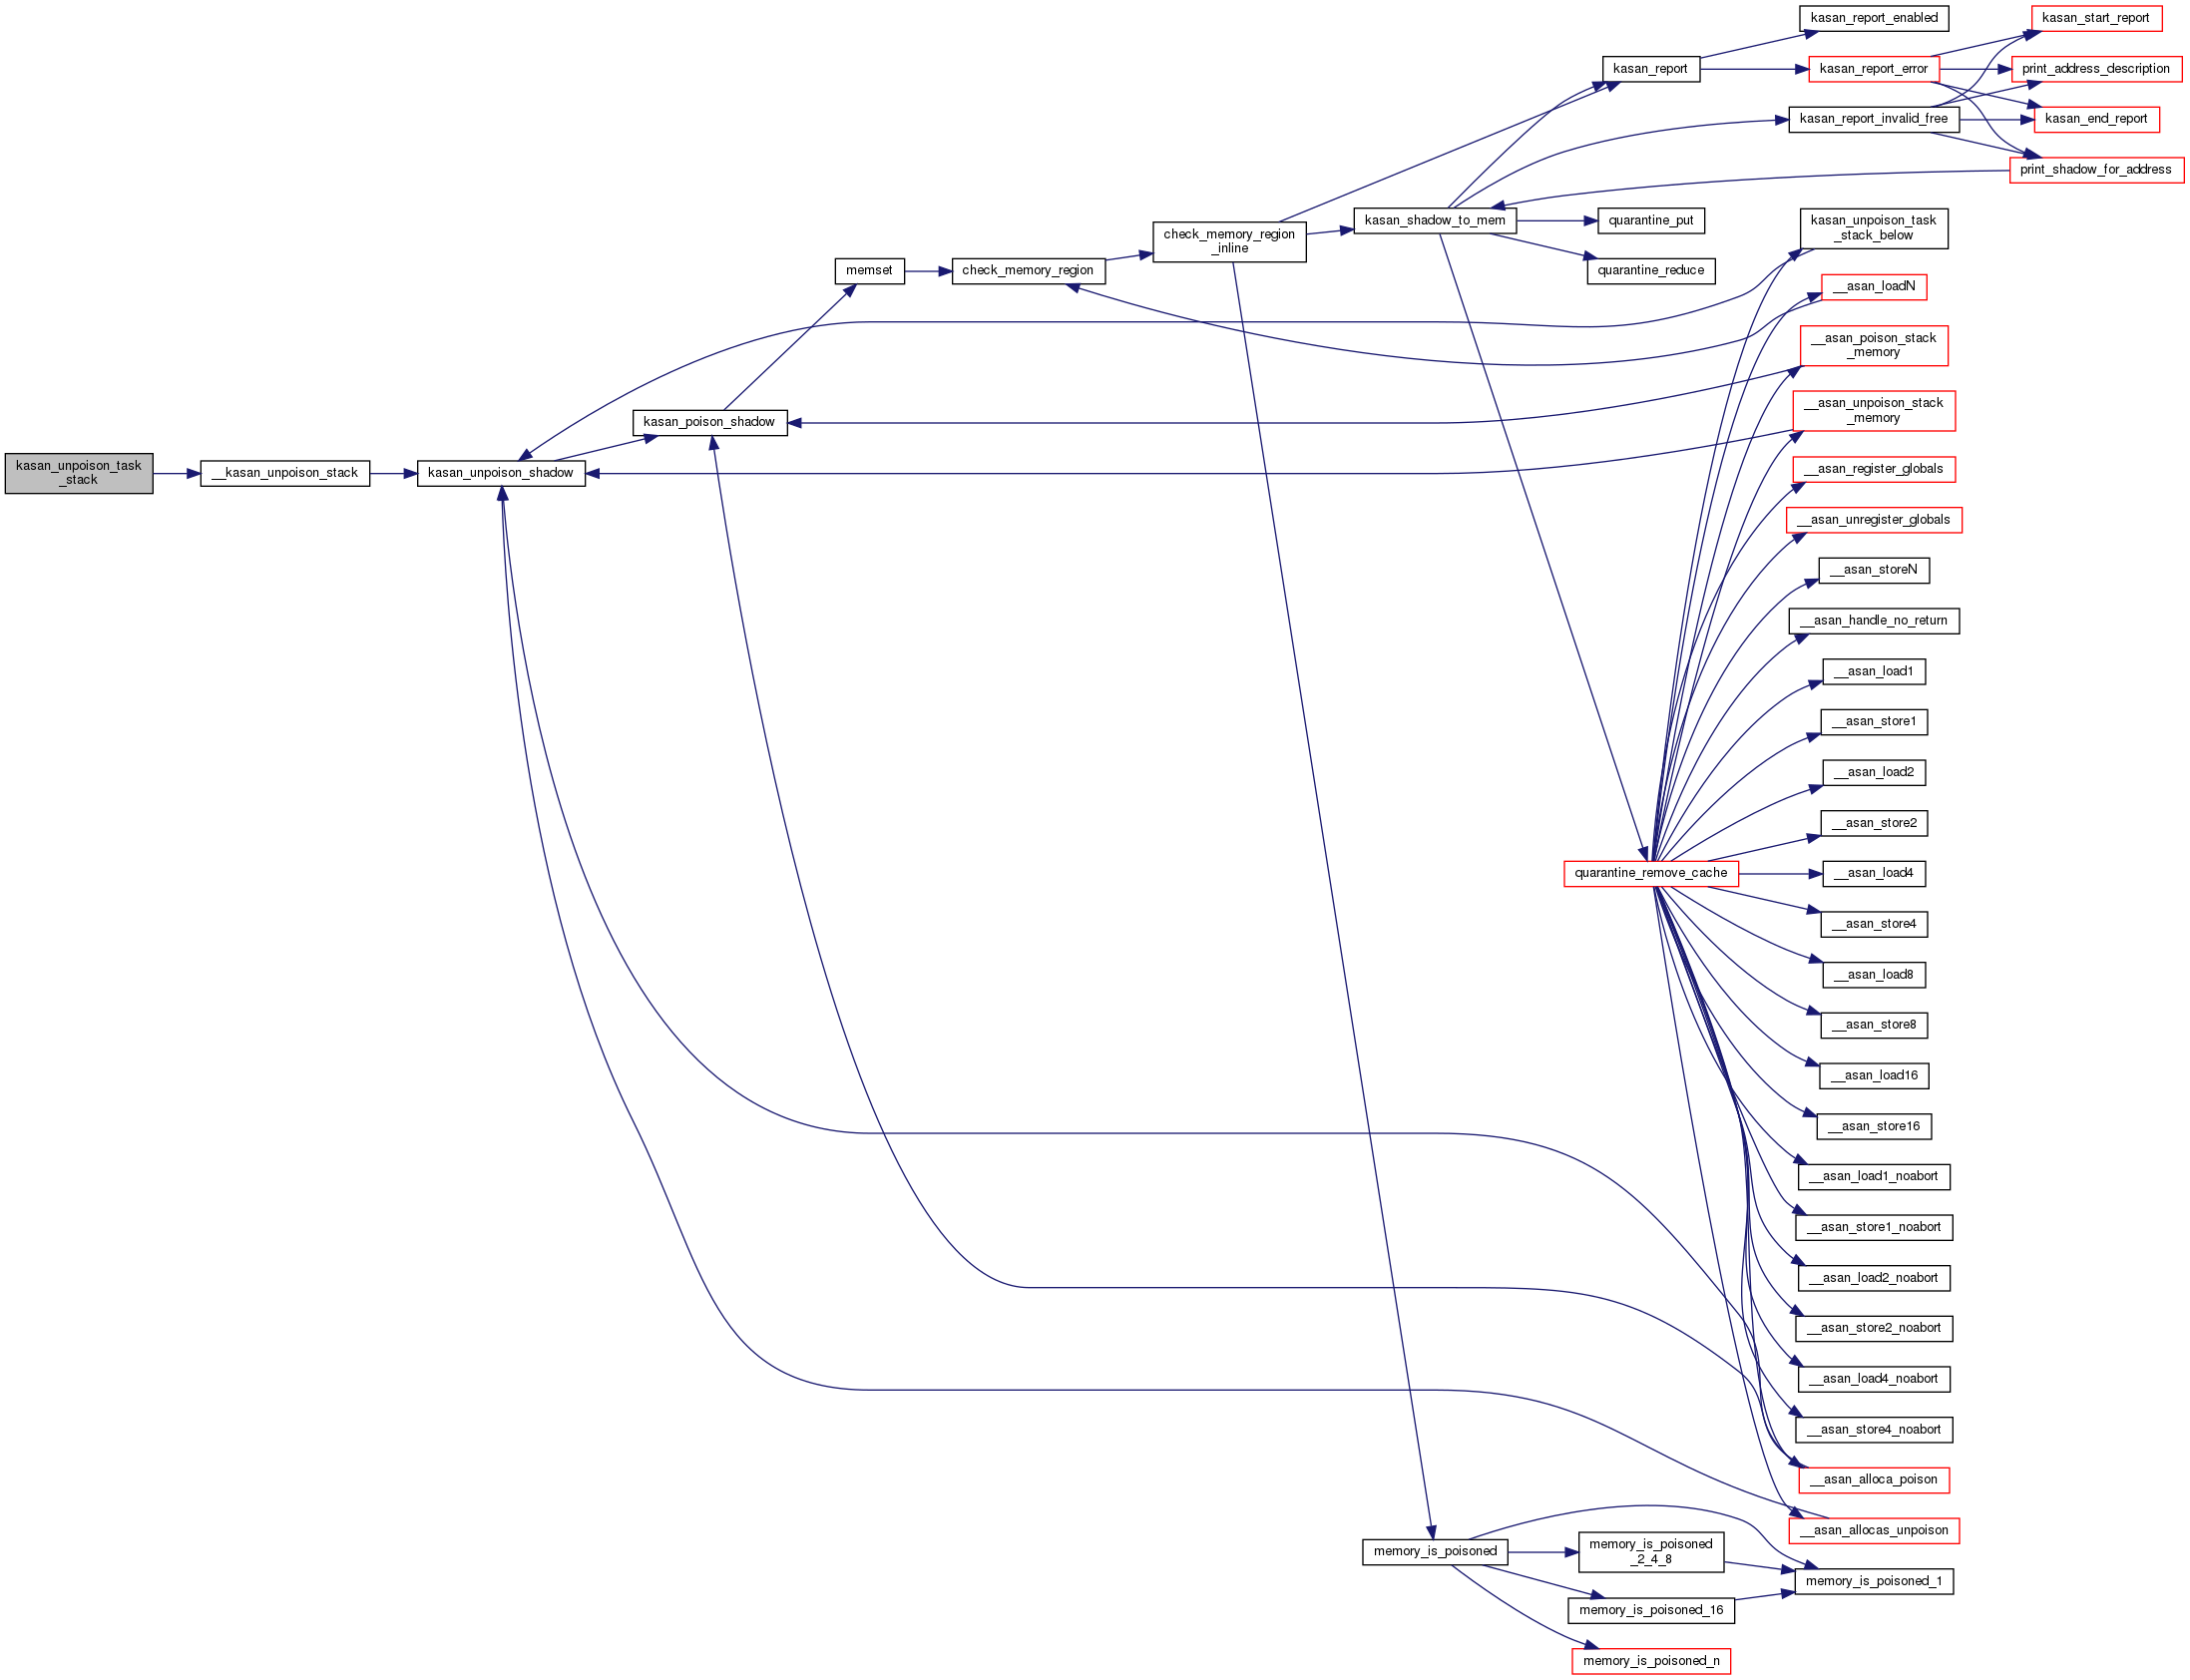 kasan_unpoison_task
_stack
__kasan_unpoison_stack
kasan_unpoison_shadow
kasan_poison_shadow
memset
check_memory_region
check_memory_region
_inline
kasan_shadow_to_mem
kasan_report
kasan_report_enabled
kasan_report_error
kasan_report_invalid_free
kasan_start_report
print_address_description
kasan_end_report
print_shadow_for_address
quarantine_put
quarantine_reduce
kasan_unpoison_task
_stack_below
__asan_loadN
__asan_poison_stack
_memory
__asan_unpoison_stack
_memory
__asan_register_globals
__asan_unregister_globals
__asan_storeN
__asan_handle_no_return
__asan_load1
__asan_store1
__asan_load2
__asan_store2
quarantine_remove_cache
__asan_load4
__asan_store4
__asan_load8
__asan_store8
__asan_load16
__asan_store16
__asan_load1_noabort
__asan_store1_noabort
__asan_load2_noabort
__asan_store2_noabort
__asan_load4_noabort
__asan_store4_noabort
__asan_alloca_poison
__asan_allocas_unpoison
memory_is_poisoned
memory_is_poisoned
_2_4_8
memory_is_poisoned_1
memory_is_poisoned_16
memory_is_poisoned_n